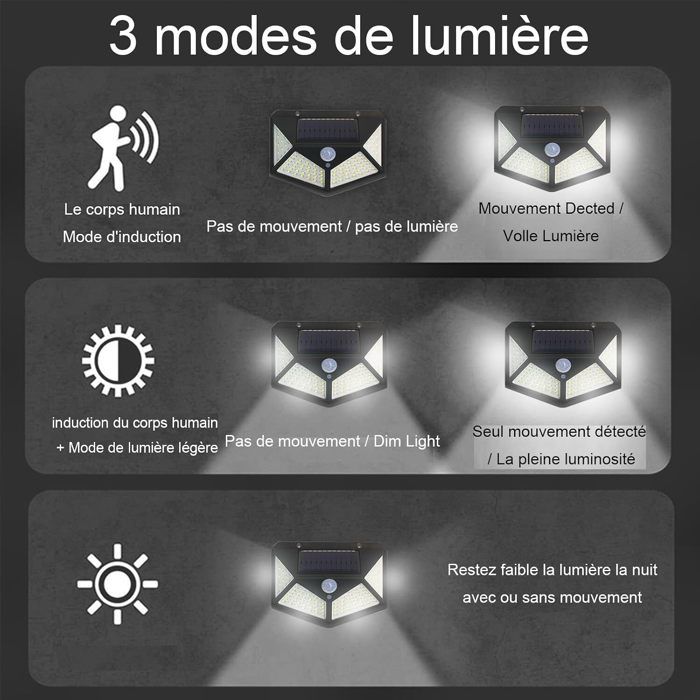 3 modes de lumière
Le corps humain
Mode d'induction
Pas de mouvement / pas de lumière
Mouvement Dected /
Volle Lumière
induction du corps humain
+ Mode de lumière légère
Pas de mouvement / Dim Light
Seul mouvement détecté
/ La pleine luminosité
Restez faible la lumière la nuit
avec ou sans mouvement